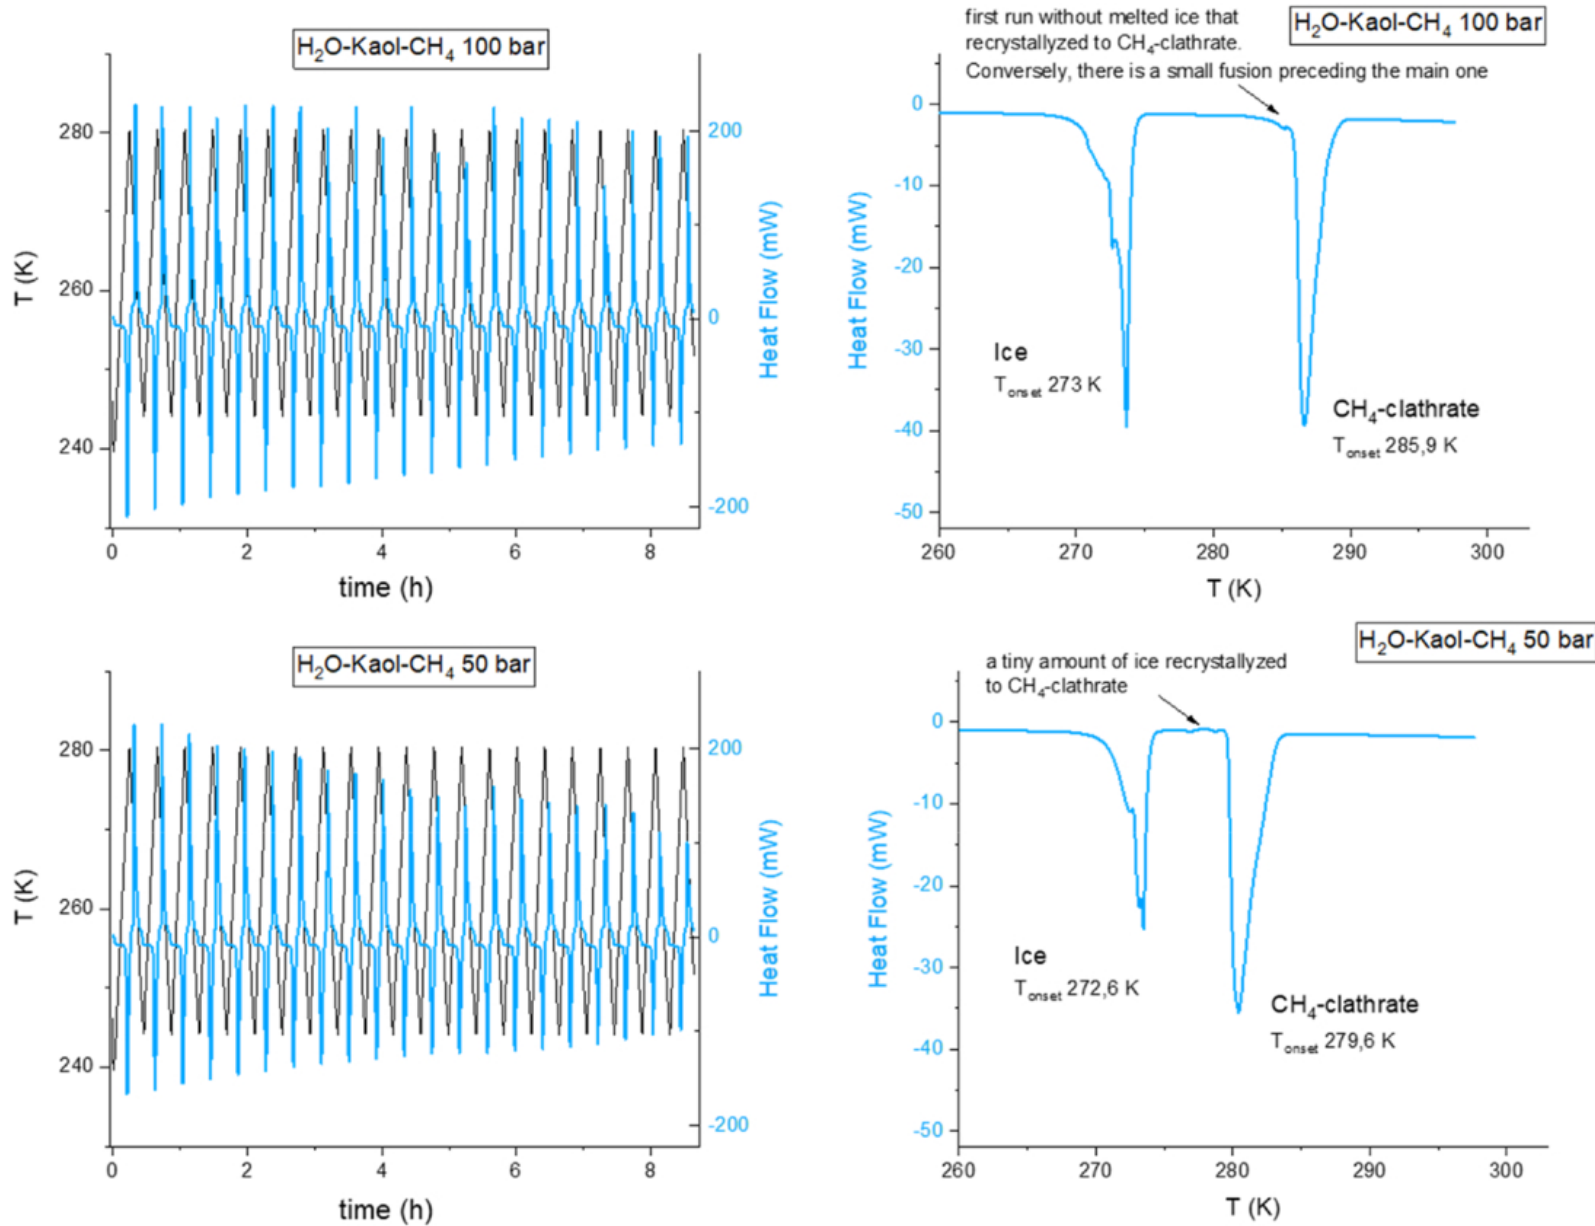 H₂O-Kaol-CH₄ 100 bar
280
260
240
T (K)
200
0
-200
Heat Flow (mW)
0
2
4
6
8
time (h)
first run without melted ice that
recrystallyzed to CH₄-clathrate.
Conversely, there is a small fusion preceding the main one
H₂O-Kaol-CH₄ 100 bar
0
-10
-20
-30
-40
-50
Heat Flow (mW)
Ice
Tonset 273 K
CH₄-clathrate
Tonset 285,9 K
260
270
280
290
300
T (K)
H₂O-Kaol-CH₄ 50 bar
280
260
240
T (K)
200
0
-200
Heat Flow (mW)
0
2
4
6
8
time (h)
a tiny amount of ice recrystallyzed
to CH₄-clathrate
H₂O-Kaol-CH₄ 50 bar
0
-10
-20
-30
-40
-50
Heat Flow (mW)
Ice
Tonset 272,6 K
CH₄-clathrate
Tonset 279,6 K
260
270
280
290
300
T (K)